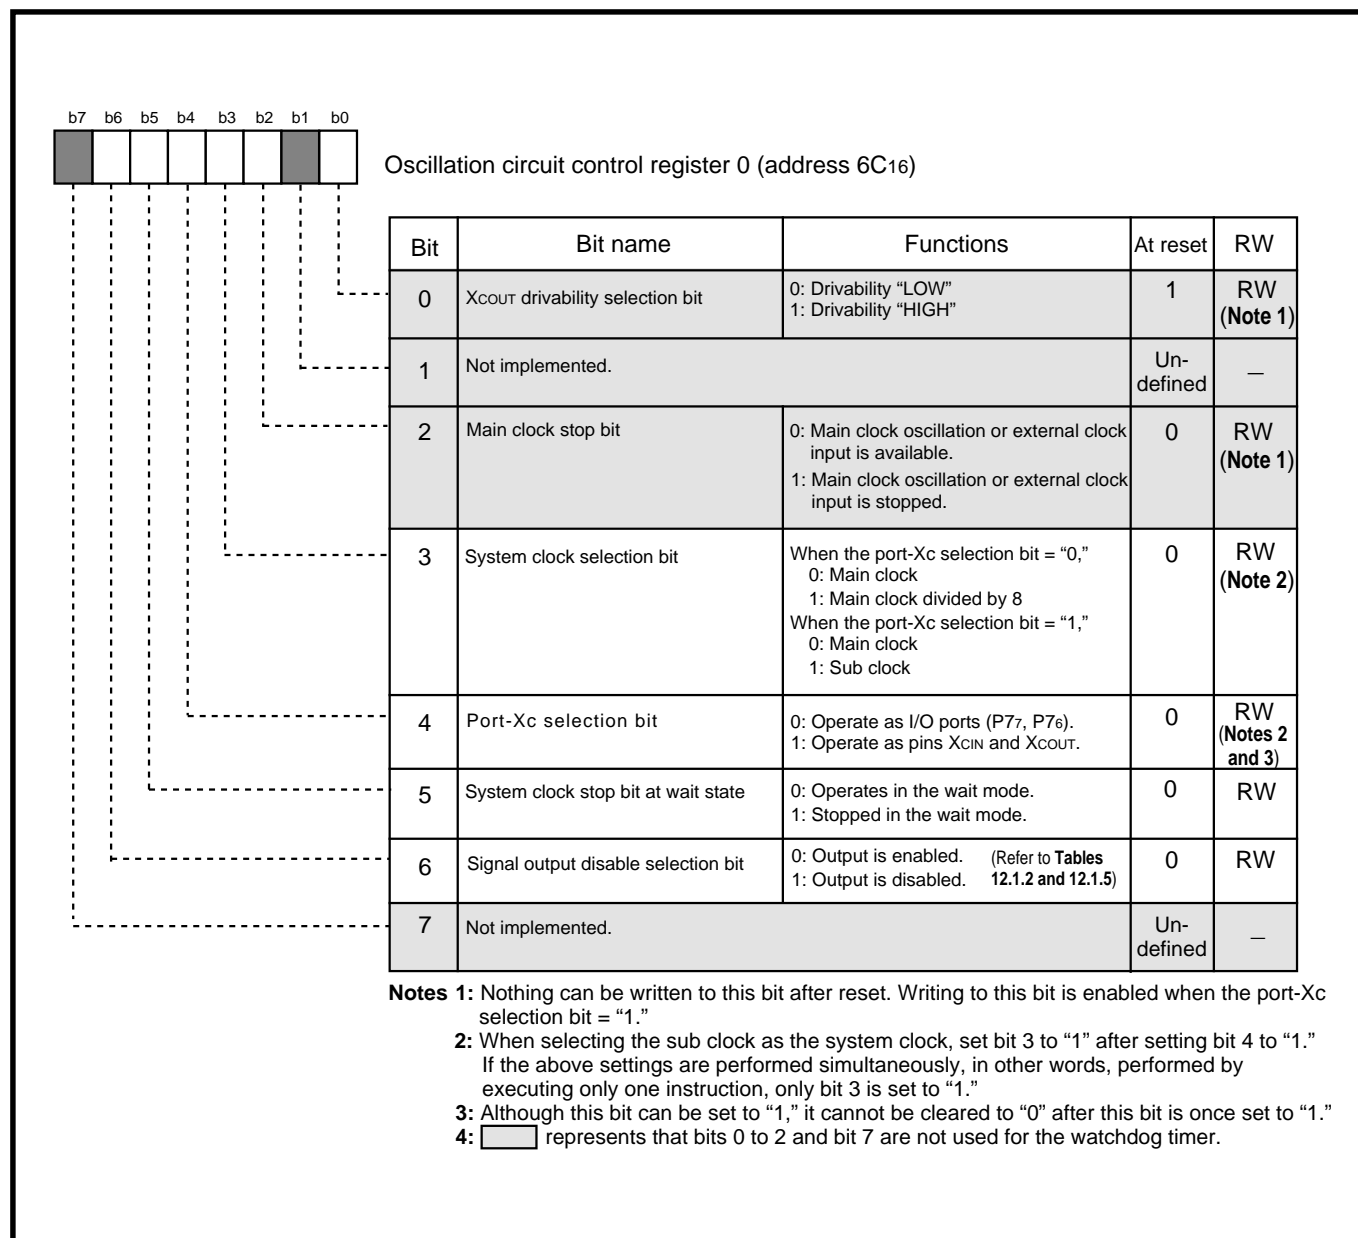 b7 b6 b5 b4 b3 b2 b1 b0
Oscillation circuit control register 0 (address 6C16)
Bit Bit name Functions At reset RW
0 XCOUT drivability selection bit 0: Drivability “LOW” 1 RW
1: Drivability “HIGH” (Note 1)
1 Not implemented. Un- –
defined
2 Main clock stop bit 0: Main clock oscillation or external clock 0 RW
input is available. (Note 1)
1: Main clock oscillation or external clock
input is stopped.
3 System clock selection bit When the port-Xc selection bit = “0,” 0 RW
0: Main clock (Note 2)
1: Main clock divided by 8
When the port-Xc selection bit = “1,”
0: Main clock
1: Sub clock
4 Port-Xc selection bit 0: Operate as I/O ports (P77, P76). 0 RW
1: Operate as pins XCIN and XCOUT. (Notes 2
and 3)
5 System clock stop bit at wait state 0: Operates in the wait mode. 0 RW
1: Stopped in the wait mode.
6 Signal output disable selection bit 0: Output is enabled. (Refer to Tables 0 RW
1: Output is disabled. 12.1.2 and 12.1.5)
7 Not implemented. Un- –
defined
Notes 1: Nothing can be written to this bit after reset. Writing to this bit is enabled when the port-Xc
selection bit = “1.”
2: When selecting the sub clock as the system clock, set bit 3 to “1” after setting bit 4 to “1.”
If the above settings are performed simultaneously, in other words, performed by
executing only one instruction, only bit 3 is set to “1.”
3: Although this bit can be set to “1,” it cannot be cleared to “0” after this bit is once set to “1.”
4: represents that bits 0 to 2 and bit 7 are not used for the watchdog timer.